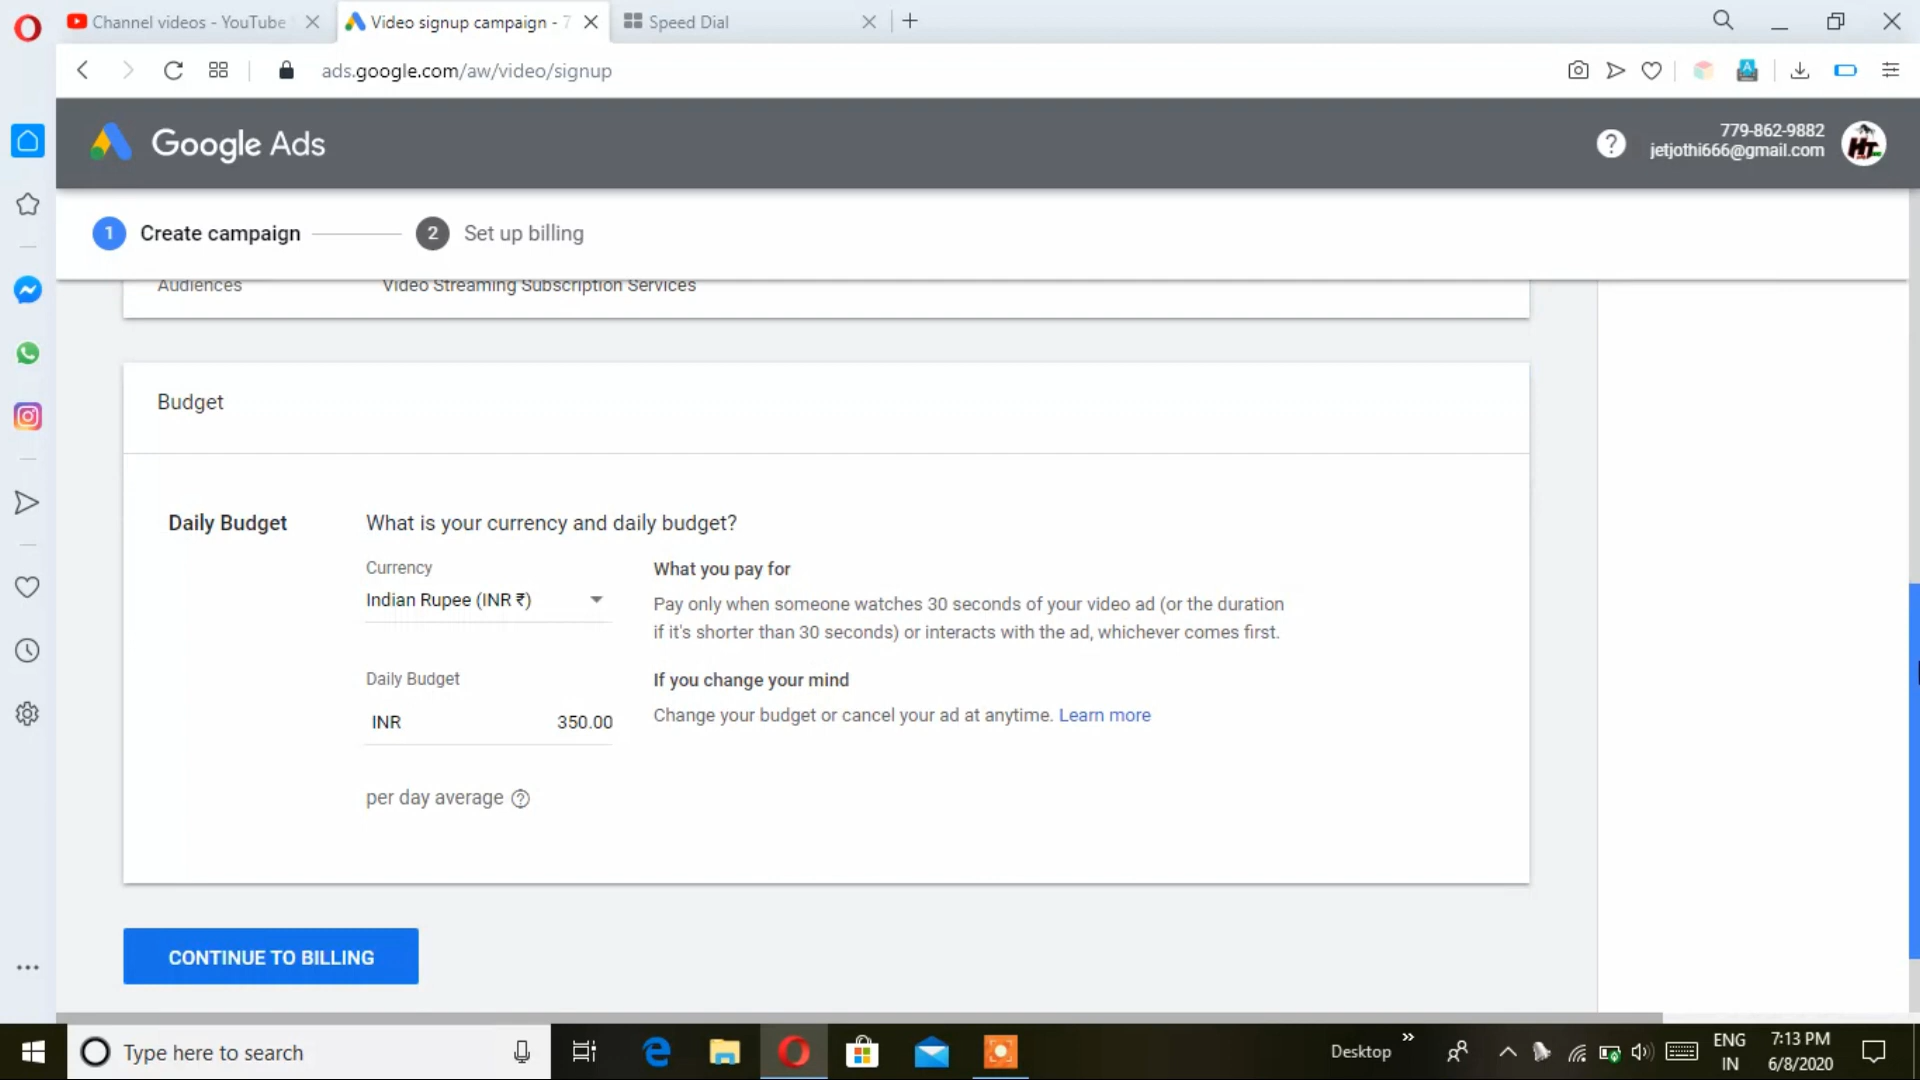 Channel videos - YouTube
Video signup campaign - 7
Speed Dial
ads.google.com/aw/video/signup
Google Ads
779-862-9882
jetjothi666@gmail.com
HT
1 Create campaign
2 Set up billing
Audiences Video Streaming Subscription Services
Budget
Daily Budget
What is your currency and daily budget?
Currency
Indian Rupee (INR ₹)
What you pay for
Pay only when someone watches 30 seconds of your video ad (or the duration
if it's shorter than 30 seconds) or interacts with the ad, whichever comes first.
Daily Budget
INR 350.00
If you change your mind
Change your budget or cancel your ad at anytime. Learn more
per day average
CONTINUE TO BILLING
Type here to search
Desktop
ENG
IN
7:13 PM
6/8/2020